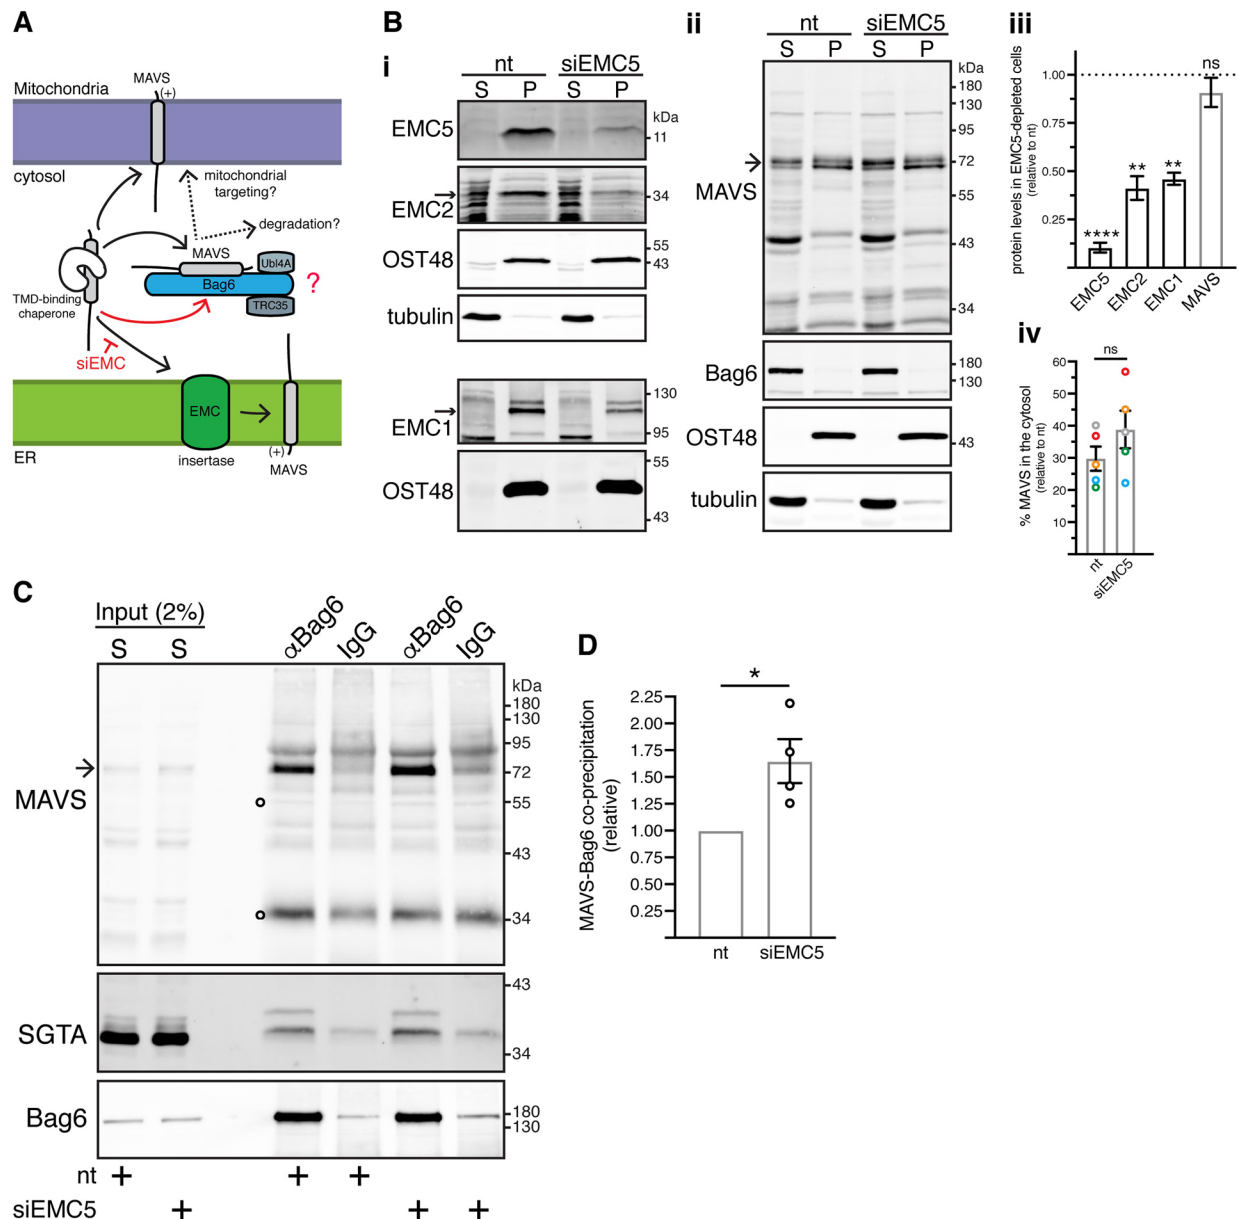 A
Mitochondria
MAVS
(+)
cytosol
mitochondrial
targeting?
degradation?
MAVS
Ubl4A
Bag6
?
TRC35
TMD-binding
chaperone
siEMC
EMC
insertase
ER
(+)
MAVS
B
i
nt siEMC5
S P S P
kDa
EMC5
11
EMC2
34
OST48
55
43
tubulin
EMC1
130
95
OST48
55
43
ii
nt siEMC5
S P S P
kDa
180
130
95
72
MAVS
55
43
34
Bag6
180
130
OST48
43
tubulin
iii
protein levels in EMC5-depleted cells
(relative to nt)
1.00
0.75
0.50
0.25
****
**
**
ns
EMC5
EMC2
EMC1
MAVS
iv
% MAVS in the cytosol
(relative to nt)
60
50
40
30
20
10
ns
nt
siEMC5
C
Input (2%)
S S
αBag6
IgG
αBag6
IgG
kDa
180
130
95
72
MAVS
55
43
34
SGTA
43
34
Bag6
180
130
nt + + +
siEMC5 + + +
D
MAVS-Bag6 co-precipitation
(relative)
2.25
2.00
1.75
1.50
1.25
1.00
0.75
0.50
0.25
*
nt siEMC5